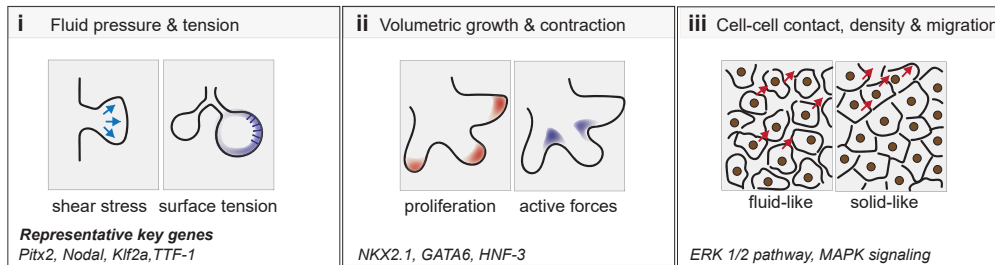 i Fluid pressure & tension
shear stress surface tension
Representative key genes
Pitx2, Nodal, Klf2a,TTF-1
ii Volumetric growth & contraction
proliferation active forces
NKX2.1, GATA6, HNF-3
iii Cell-cell contact, density & migration
fluid-like solid-like
ERK 1/2 pathway, MAPK signaling